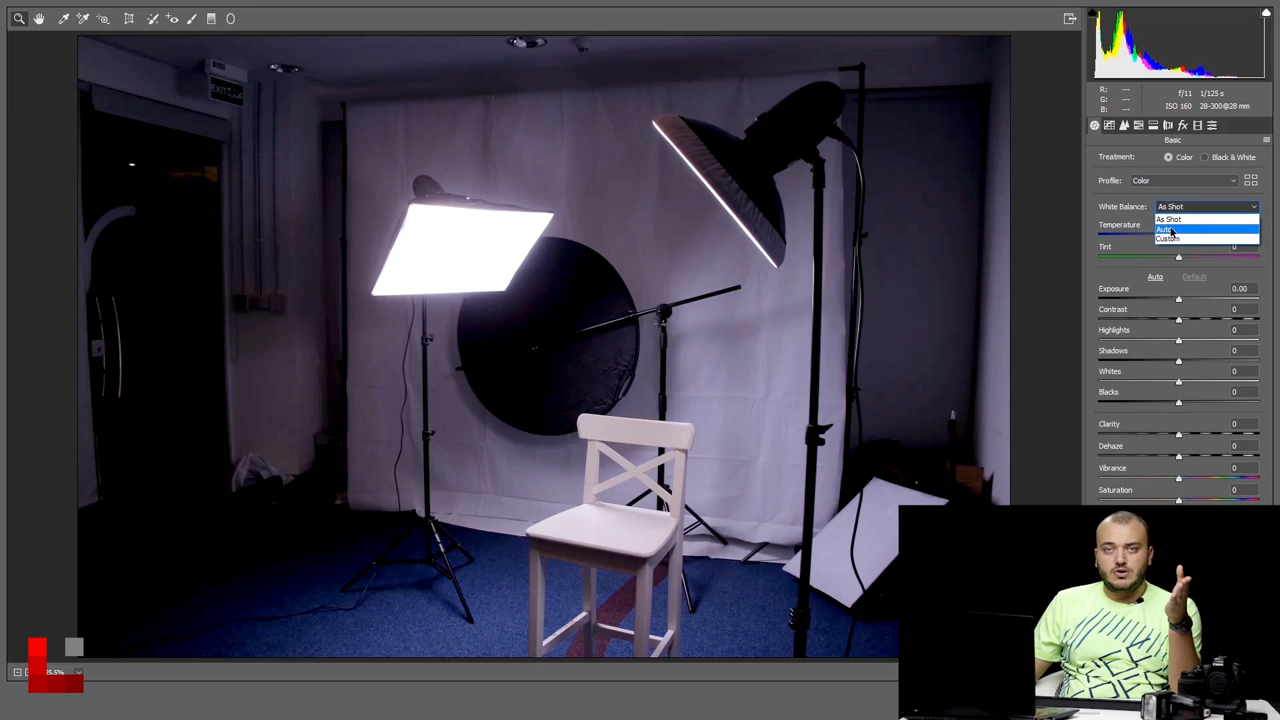 EXIT
R: ---
G: ---
B: ---
f/11 1/125 s
ISO 160 28-300@28 mm
fx
Basic
Treatment: Color Black & White
Profile: Color
White Balance: As Shot
As Shot
Auto
Custom
Temperature
Tint 0
Auto Default
Exposure 0.00
Contrast 0
Highlights 0
Shadows 0
Whites 0
Blacks 0
Clarity 0
Dehaze 0
Vibrance 0
Saturation 0